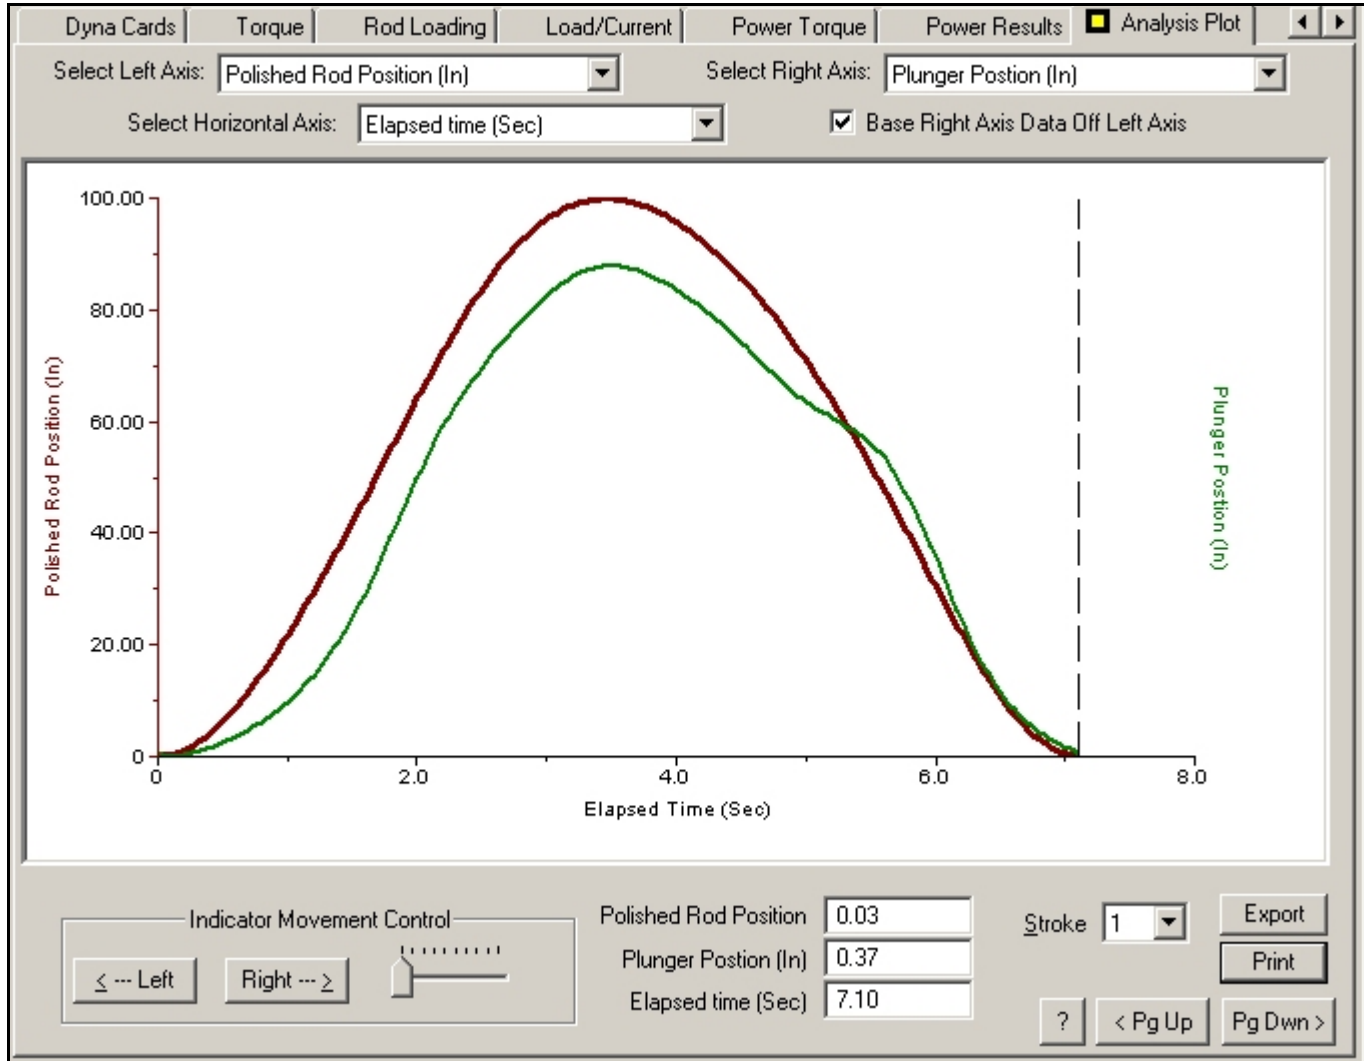 Dyna Cards Torque Rod Loading Load/Current Power Torque Power Results Analysis Plot
Select Left Axis: Polished Rod Position (In) Select Right Axis: Plunger Postion (In)
Select Horizontal Axis: Elapsed time (Sec) Base Right Axis Data Off Left Axis
100.00
80.00
60.00
40.00
20.00
0
Polished Rod Position (In)
Plunger Postion (In)
0 2.0 4.0 6.0 8.0
Elapsed Time (Sec)
Indicator Movement Control
< --- Left Right --- >
Polished Rod Position 0.03
Plunger Postion (In) 0.37
Elapsed time (Sec) 7.10
Stroke 1
Export
Print
? < Pg Up Pg Dwn >